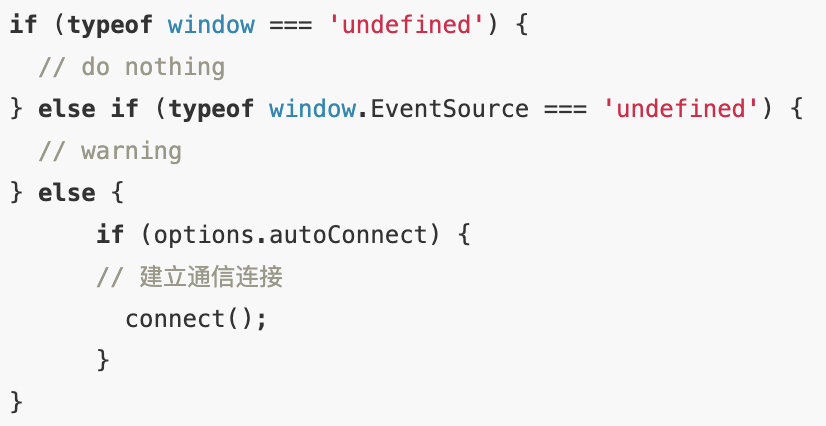 if (typeof window === 'undefined') {
  // do nothing
} else if (typeof window.EventSource === 'undefined') {
  // warning
} else {
      if (options.autoConnect) {
      // 建立通信连接
        connect();
      }
}